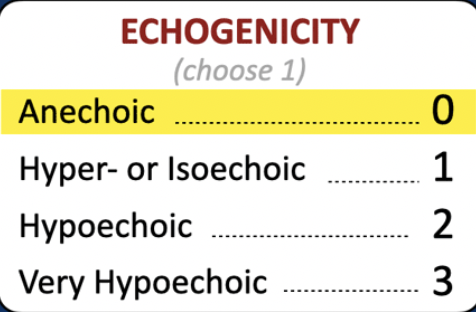 ECHOGENICITY
(choose 1)
Anechoic ........................................ 0
Hyper- or Isoechoic ............... 1
Hypoechoic ................................. 2
Very Hypoechoic ...................... 3